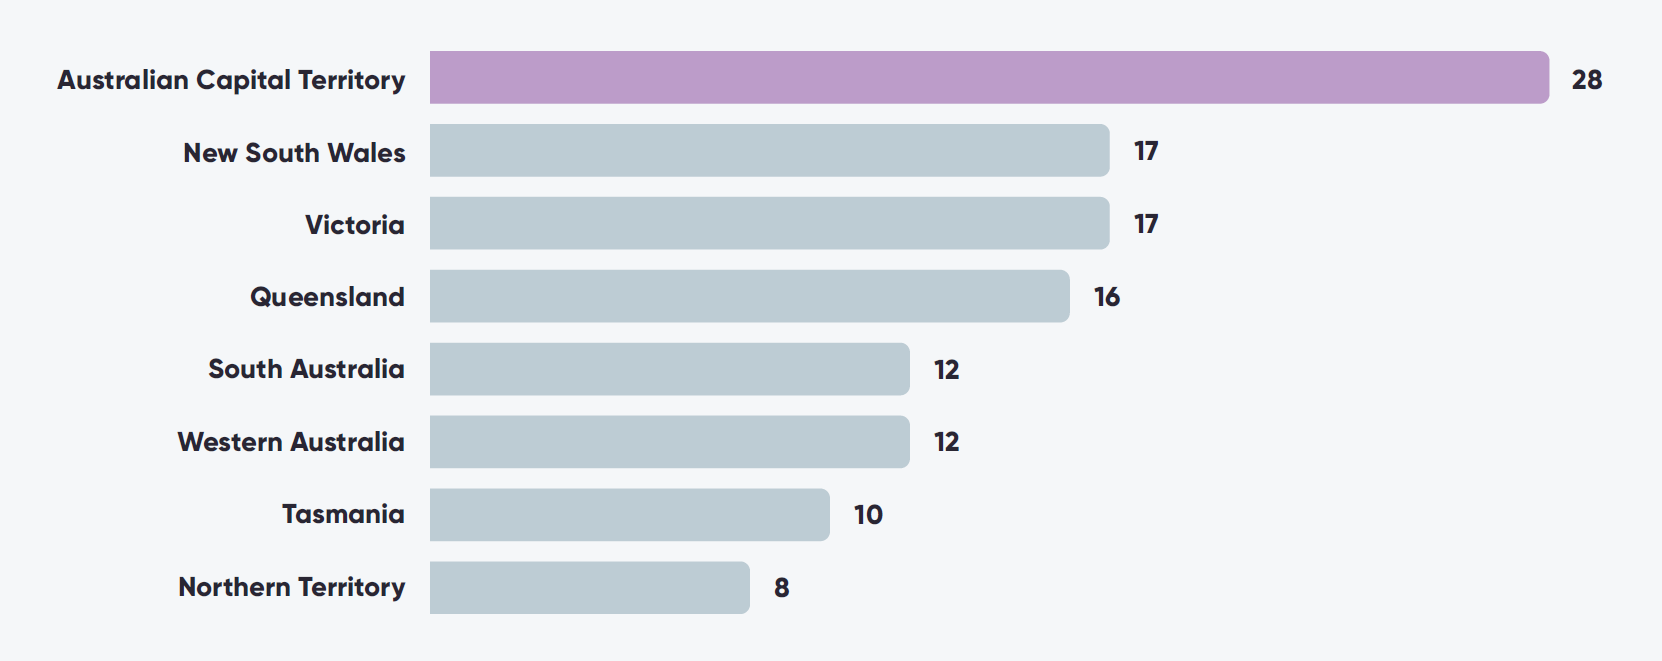 Australian Capital Territory 28
New South Wales 17
Victoria 17
Queensland 16
South Australia 12
Western Australia 12
Tasmania 10
Northern Territory 8